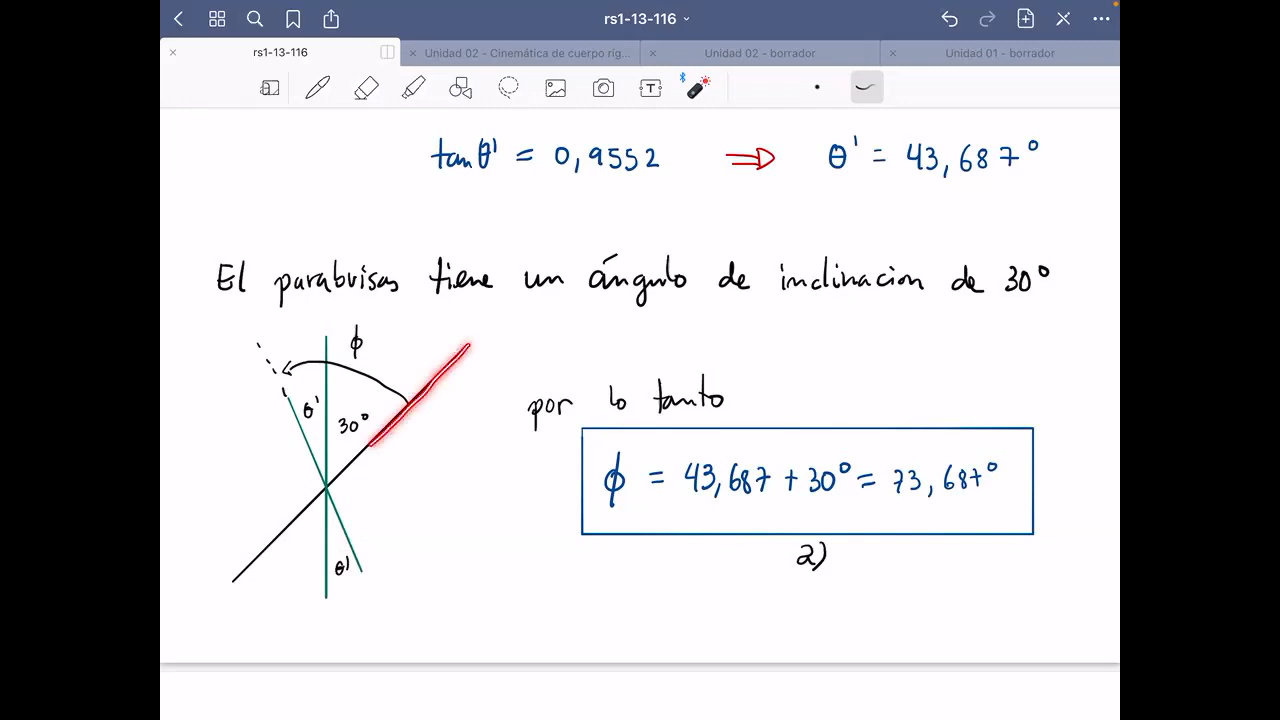 rs1-13-116
rs1-13-116
Unidad 02 - Cinemática de cuerpo ríg...
Unidad 02 - borrador
Unidad 01 - borrador
tanθ' = 0,9552 ⇒ θ' = 43,687°
El parabrisas tiene un ángulo de inclinacion de 30°
ϕ
θ'
30°
θ'
por lo tanto
ϕ = 43,687 + 30° = 73,687°
2)